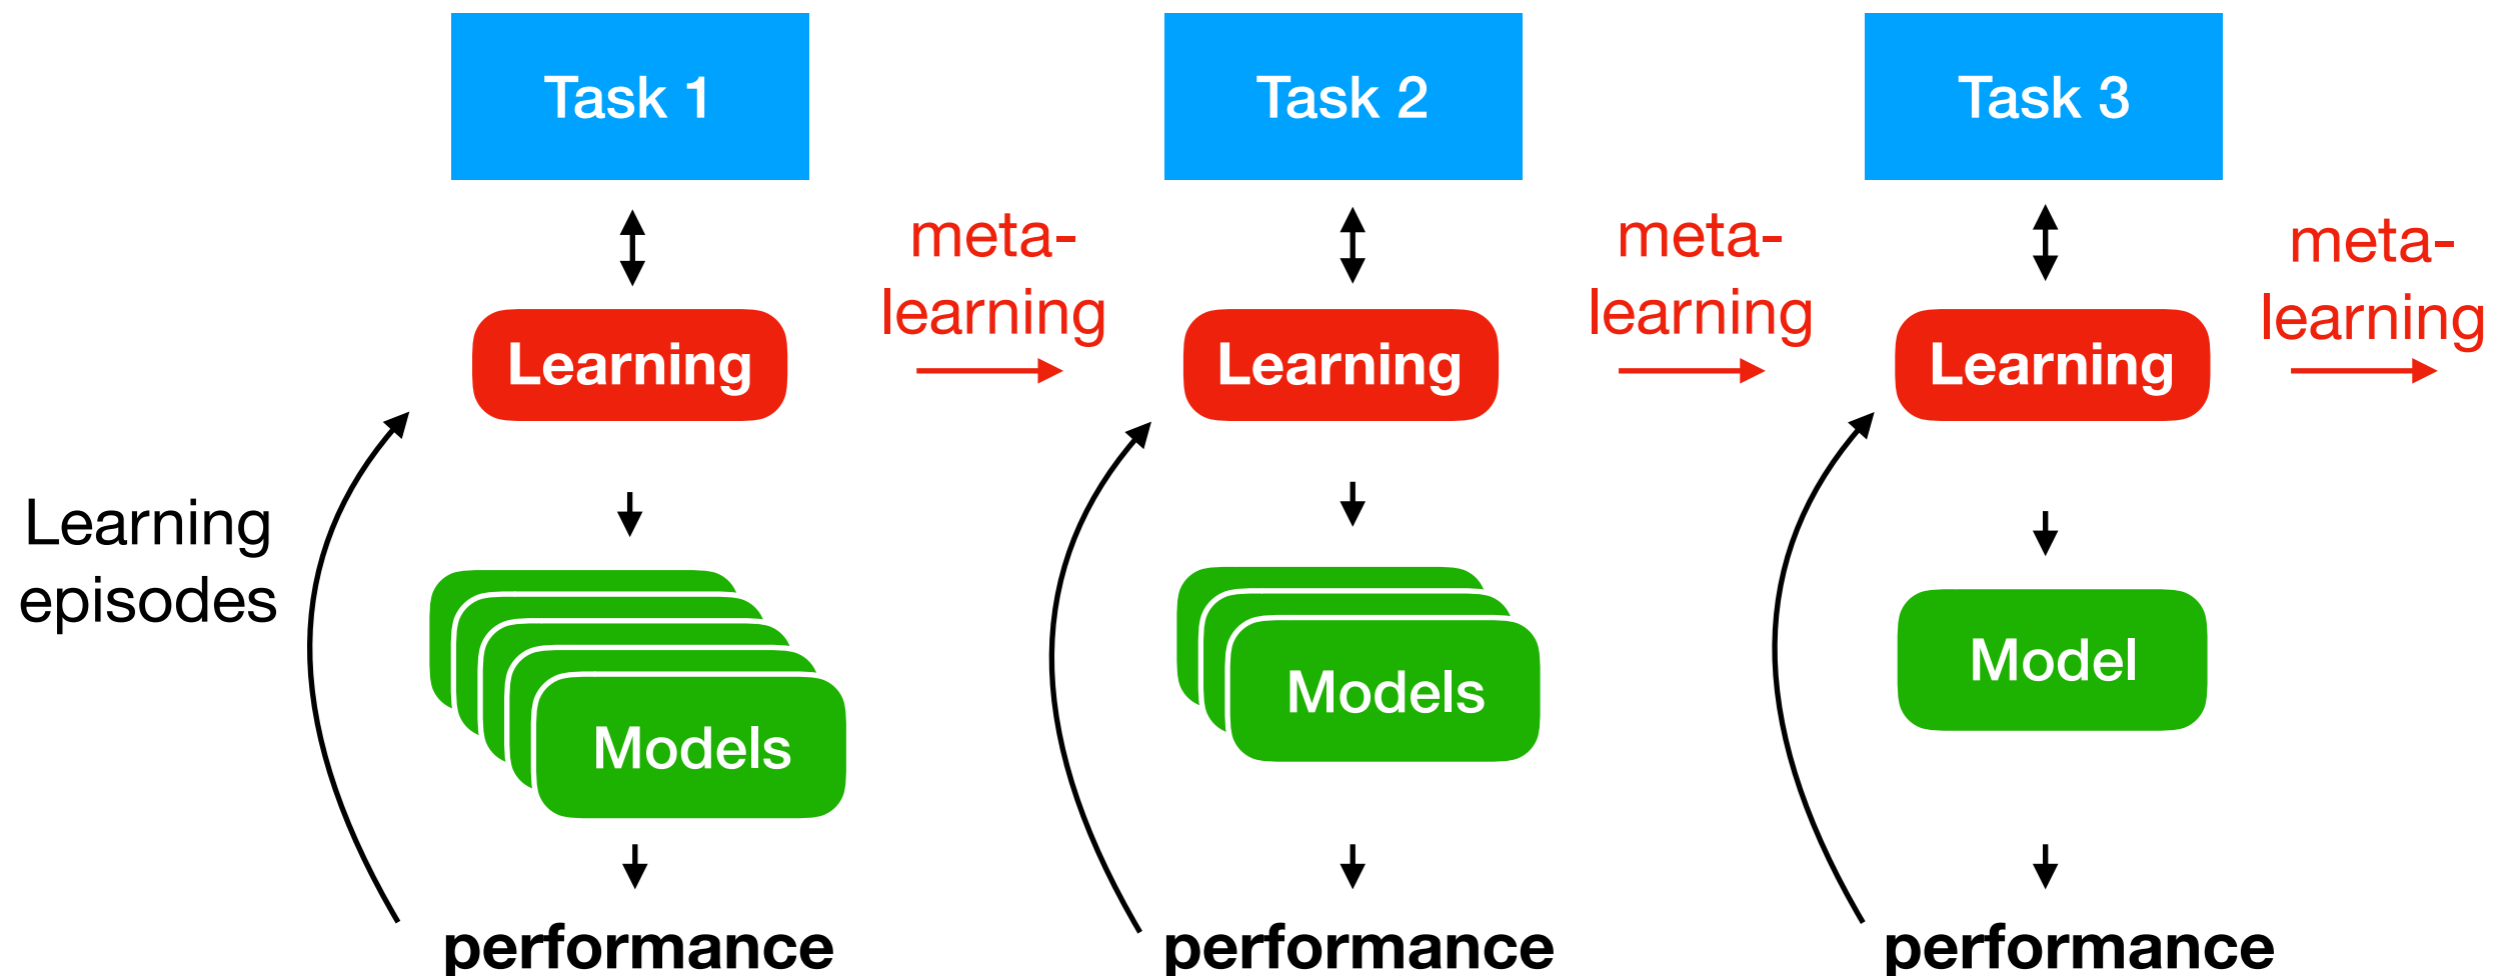 Task 1
Task 2
Task 3
meta-
learning
meta-
learning
meta-
learning
Learning
Learning
Learning
Learning
episodes
Models
Models
Model
performance
performance
performance